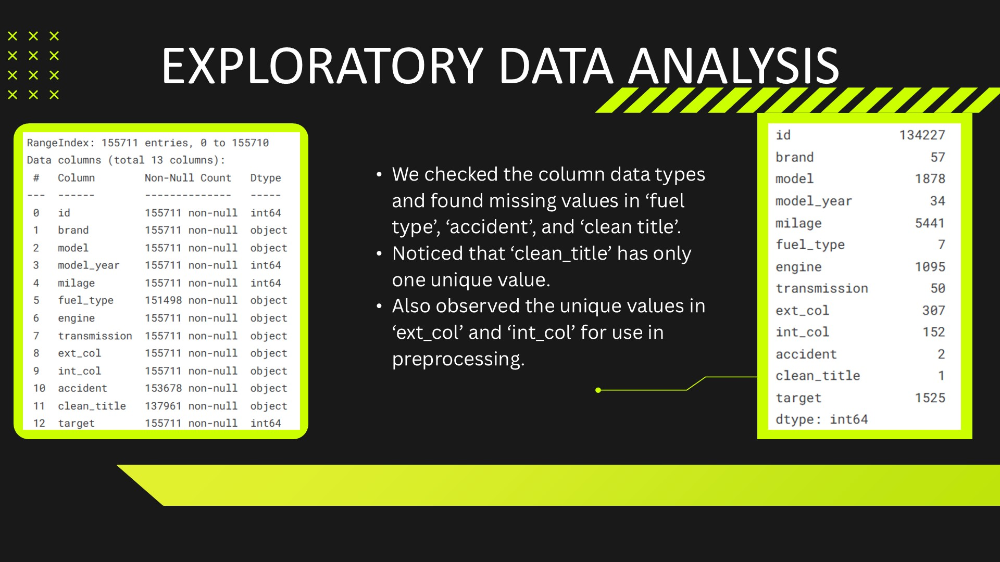 EXPLORATORY DATA ANALYSIS
RangeIndex: 155711 entries, 0 to 155710
Data columns (total 13 columns):
# Column Non-Null Count Dtype
--- ------ -------------- -----
0 id 155711 non-null int64
1 brand 155711 non-null object
2 model 155711 non-null object
3 model_year 155711 non-null int64
4 milage 155711 non-null int64
5 fuel_type 151498 non-null object
6 engine 155711 non-null object
7 transmission 155711 non-null object
8 ext_col 155711 non-null object
9 int_col 155711 non-null object
10 accident 153678 non-null object
11 clean_title 137961 non-null object
12 target 155711 non-null int64
• We checked the column data types
and found missing values in ‘fuel
type’, ‘accident’, and ‘clean title’.
• Noticed that ‘clean_title’ has only
one unique value.
• Also observed the unique values in
‘ext_col’ and ‘int_col’ for use in
preprocessing.
id 134227
brand 57
model 1878
model_year 34
milage 5441
fuel_type 7
engine 1095
transmission 50
ext_col 307
int_col 152
accident 2
clean_title 1
target 1525
dtype: int64